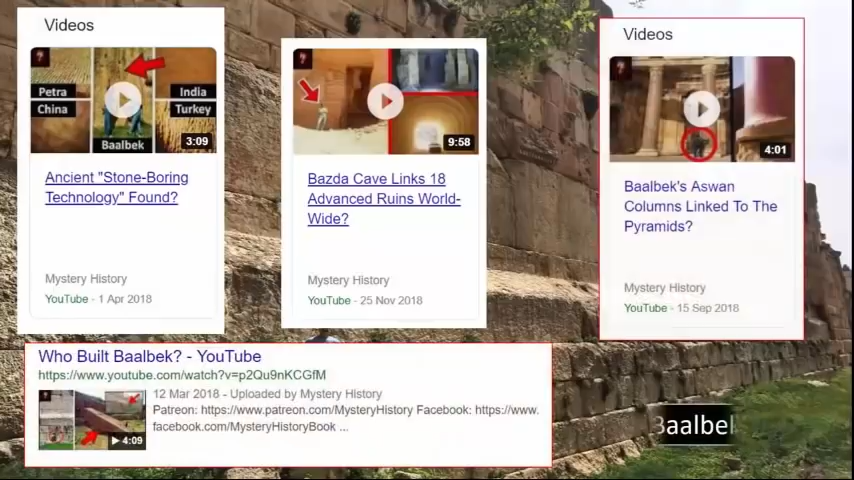 Videos
Petra
China
India
Turkey
Baalbek
3:09
Ancient "Stone-Boring
Technology" Found?
Mystery History
YouTube - 1 Apr 2018
9:58
Bazda Cave Links 18
Advanced Ruins World-
Wide?
Mystery History
YouTube - 25 Nov 2018
Videos
4:01
Baalbek's Aswan
Columns Linked To The
Pyramids?
Mystery History
YouTube - 15 Sep 2018
Who Built Baalbek? - YouTube
https://www.youtube.com/watch?v=p2Qu9nKCGfM
12 Mar 2018 - Uploaded by Mystery History
Patreon: https://www.patreon.com/MysteryHistory Facebook: https://www.
facebook.com/MysteryHistoryBook ...
4:09
Baalbek